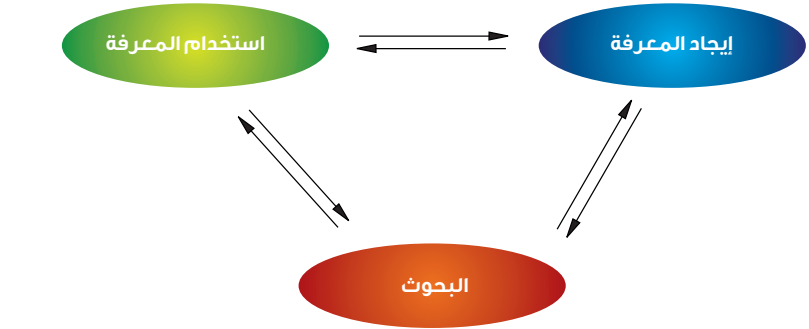 إيجاد المعرفة
استخدام المعرفة
البحوث